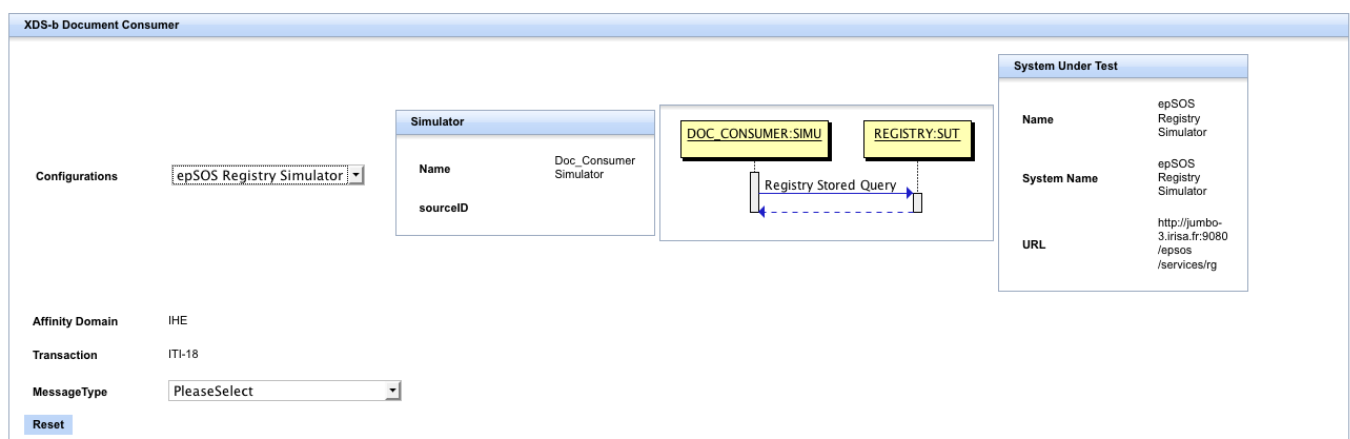 XDS-b Document Consumer
Configurations
epSOS Registry Simulator
Simulator
Name
Doc_Consumer
Simulator
sourceID
DOC_CONSUMER:SIMU
REGISTRY:SUT
Registry Stored Query
System Under Test
Name
epSOS
Registry
Simulator
System Name
epSOS
Registry
Simulator
URL
http://jumbo-
3.irisa.fr:9080
/epsos
/services/rg
Affinity Domain
IHE
Transaction
ITI-18
MessageType
PleaseSelect
Reset